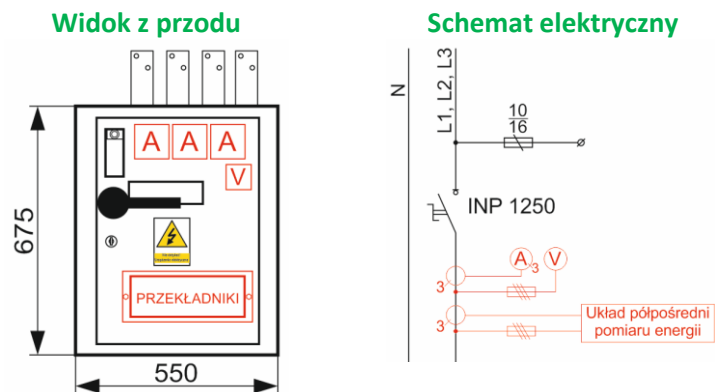 Widok z przodu
Schemat elektryczny
A A A
V
PRZEKŁADNIKI
675
550
N
L1, L2, L3
10
16
INP 1250
A
3
V
3
3
Układ półpośredni
pomiaru energii